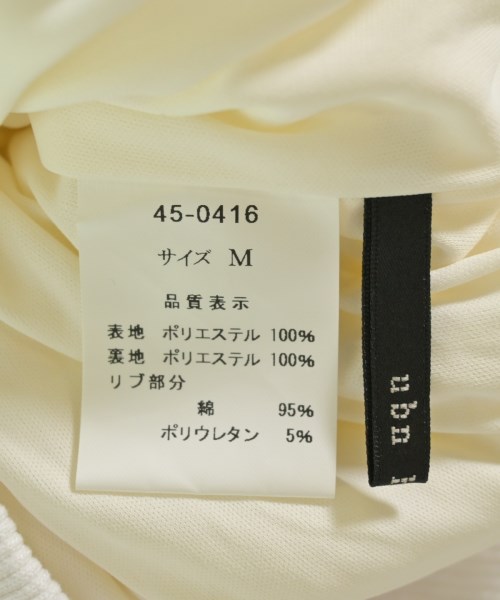 45-0416
サイズ M
品質表示
表地 ポリエステル 100%
裏地 ポリエステル 100%
リブ部分
綿 95%
ポリウレタン 5%